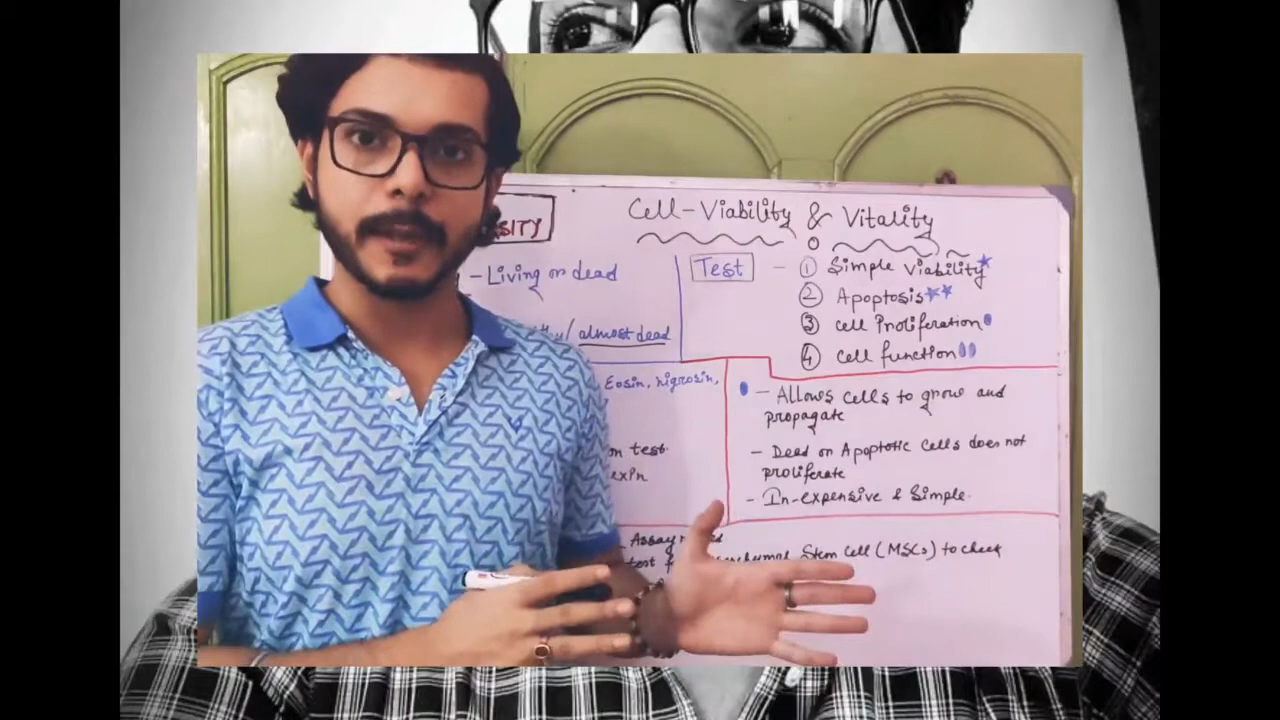 Cell-Viability & Vitality
- Living or dead
almost dead
Test - ① Simple Viability
② Apoptosis
③ Cell Proliferation
④ Cell function
Eosin, nigrosin,
test.
- Allows cells to grow and
propagate
- Dead or Apoptotic cells does not
proliferate
- In-expensive & Simple.
- Assay
test
Stem Cell (MSCs) to check